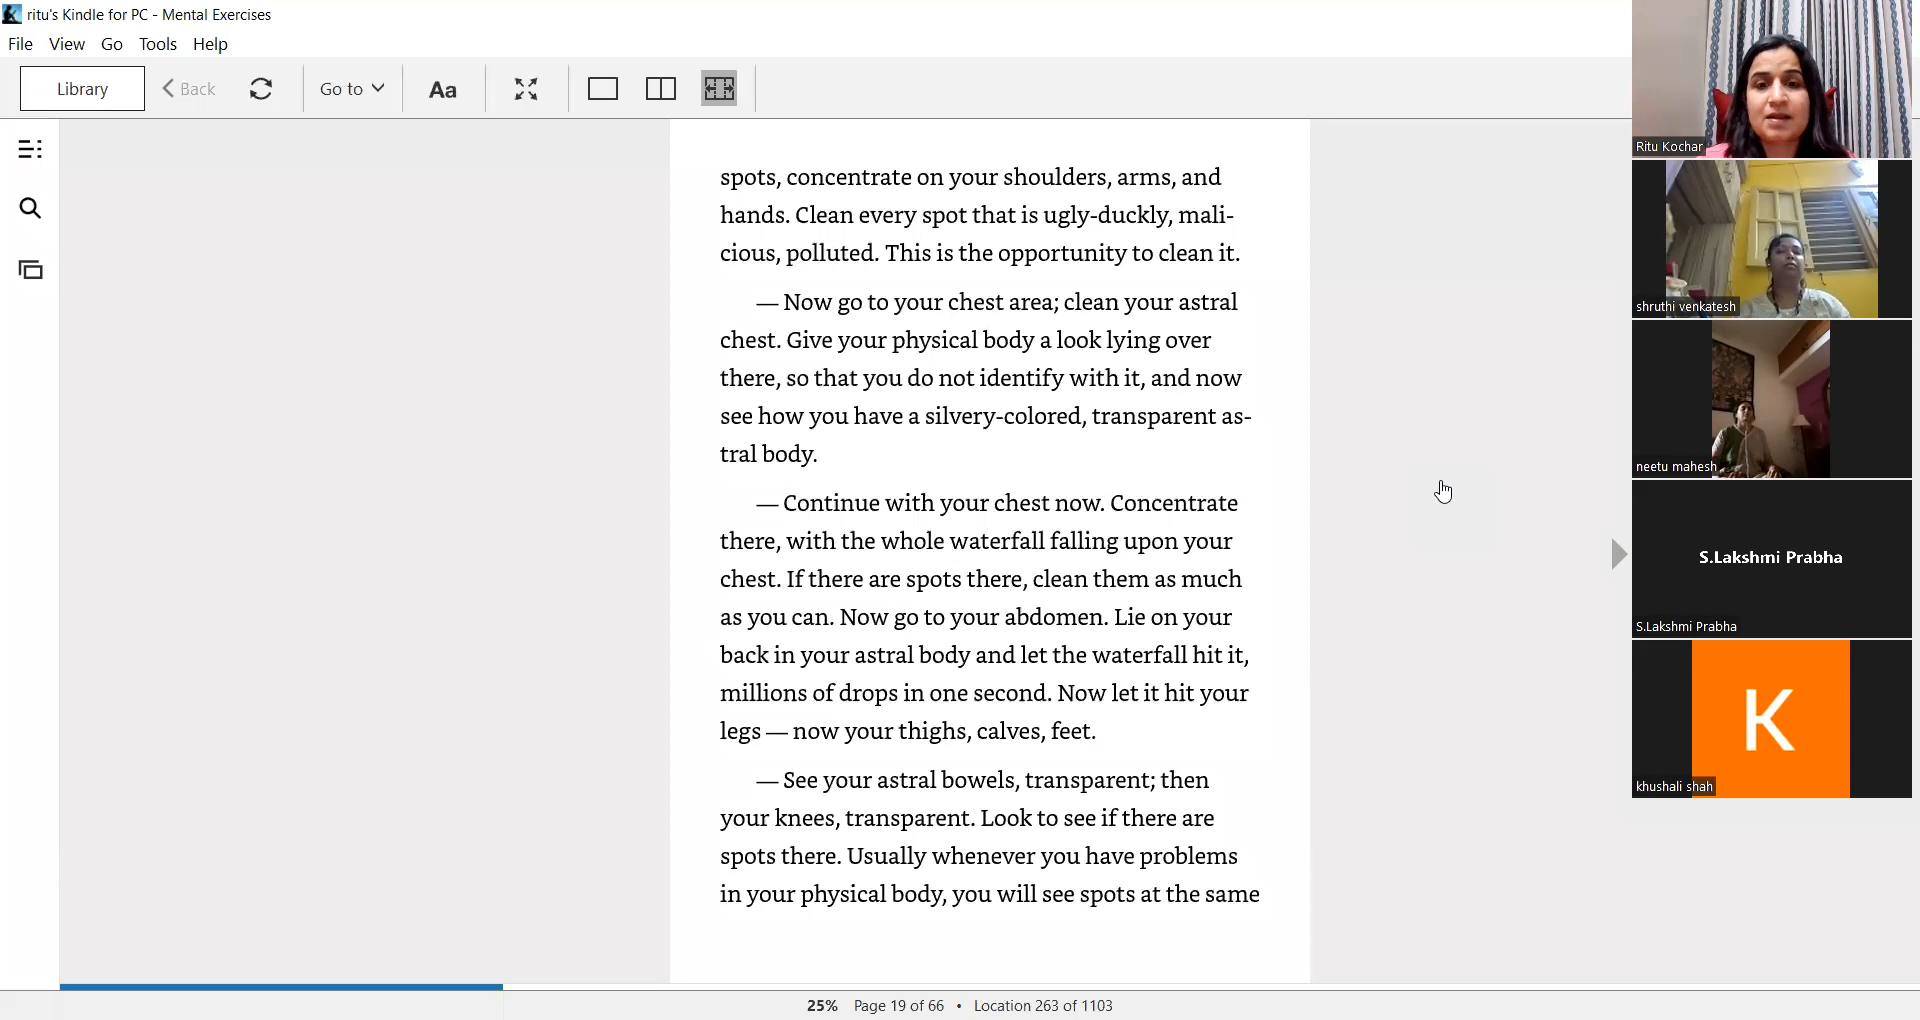 ritu's Kindle for PC - Mental Exercises
File View Go Tools Help
Library Back Go to Aa
spots, concentrate on your shoulders, arms, and
hands. Clean every spot that is ugly-duckly, mali-
cious, polluted. This is the opportunity to clean it.
— Now go to your chest area; clean your astral
chest. Give your physical body a look lying over
there, so that you do not identify with it, and now
see how you have a silvery-colored, transparent as-
tral body.
— Continue with your chest now. Concentrate
there, with the whole waterfall falling upon your
chest. If there are spots there, clean them as much
as you can. Now go to your abdomen. Lie on your
back in your astral body and let the waterfall hit it,
millions of drops in one second. Now let it hit your
legs — now your thighs, calves, feet.
— See your astral bowels, transparent; then
your knees, transparent. Look to see if there are
spots there. Usually whenever you have problems
in your physical body, you will see spots at the same
25% Page 19 of 66 • Location 263 of 1103
Ritu Kochar
shruthi venkatesh
neetu mahesh
S.Lakshmi Prabha
S.Lakshmi Prabha
K
khushali shah